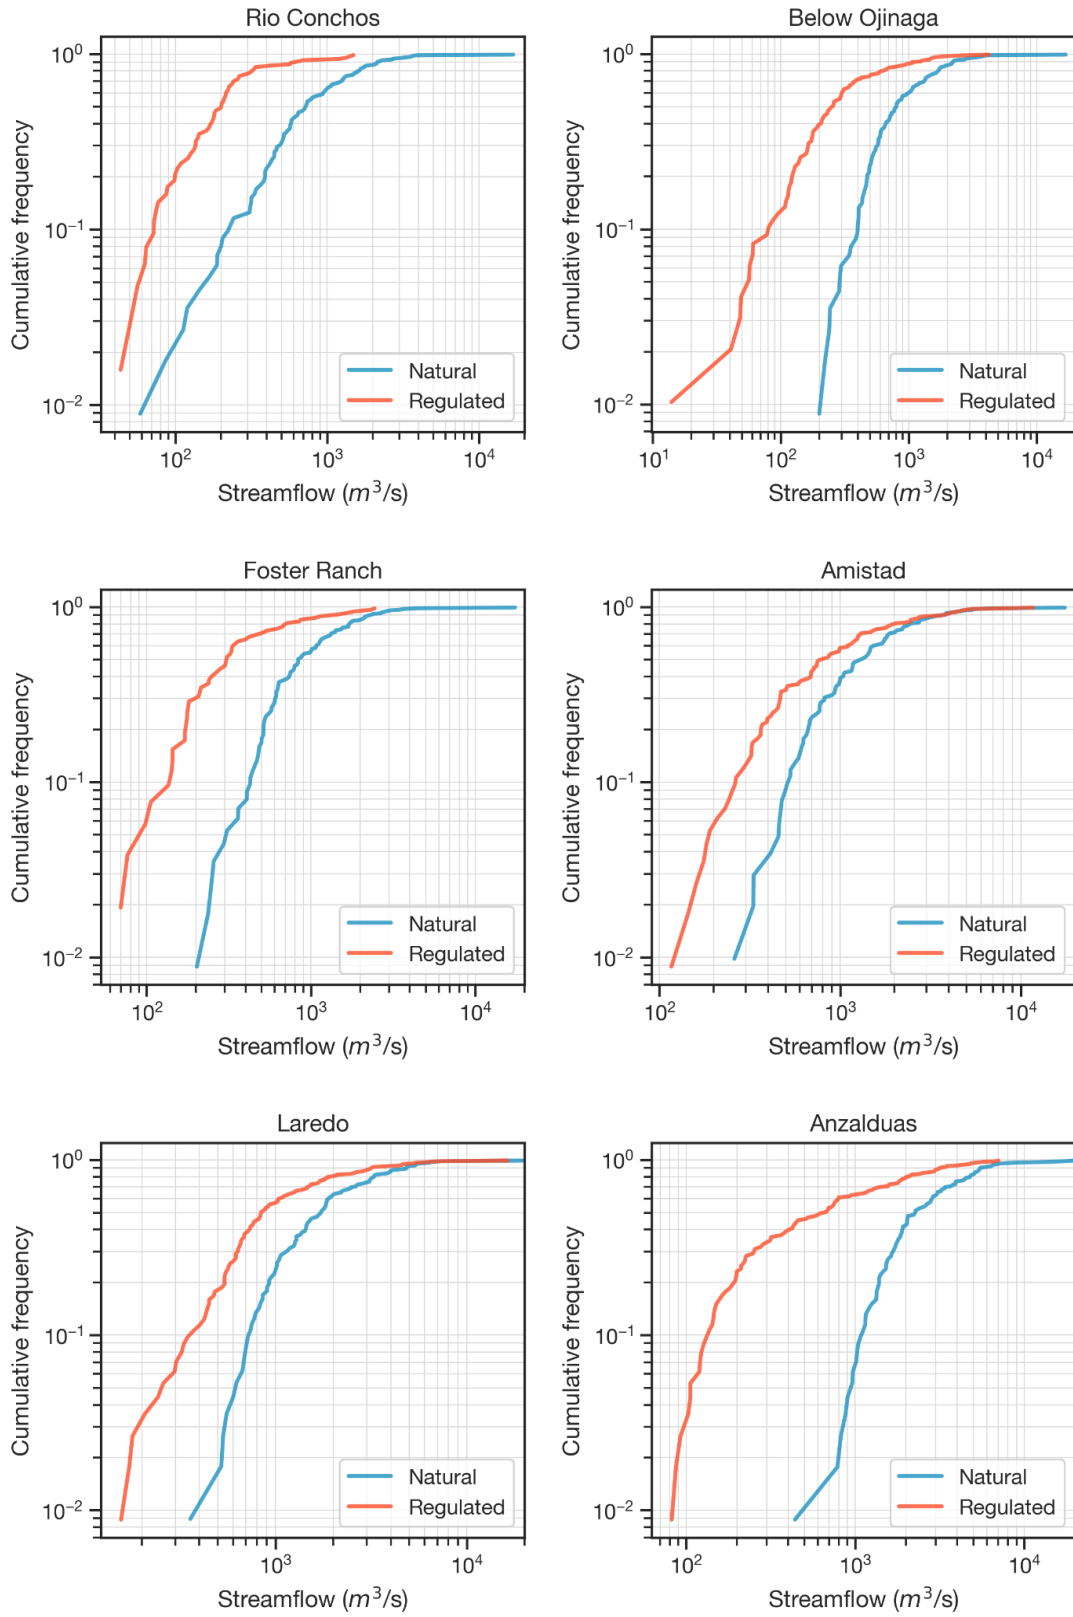 Rio Conchos
10⁰
10⁻¹
10⁻²
Cumulative frequency
Natural
Regulated
10² 10³ 10⁴
Streamflow (m³/s)
Below Ojinaga
10⁰
10⁻¹
10⁻²
Cumulative frequency
Natural
Regulated
10¹ 10² 10³ 10⁴
Streamflow (m³/s)
Foster Ranch
10⁰
10⁻¹
10⁻²
Cumulative frequency
Natural
Regulated
10² 10³ 10⁴
Streamflow (m³/s)
Amistad
10⁰
10⁻¹
10⁻²
Cumulative frequency
Natural
Regulated
10² 10³ 10⁴
Streamflow (m³/s)
Laredo
10⁰
10⁻¹
10⁻²
Cumulative frequency
Natural
Regulated
10³ 10⁴
Streamflow (m³/s)
Anzalduas
10⁰
10⁻¹
10⁻²
Cumulative frequency
Natural
Regulated
10² 10³ 10⁴
Streamflow (m³/s)